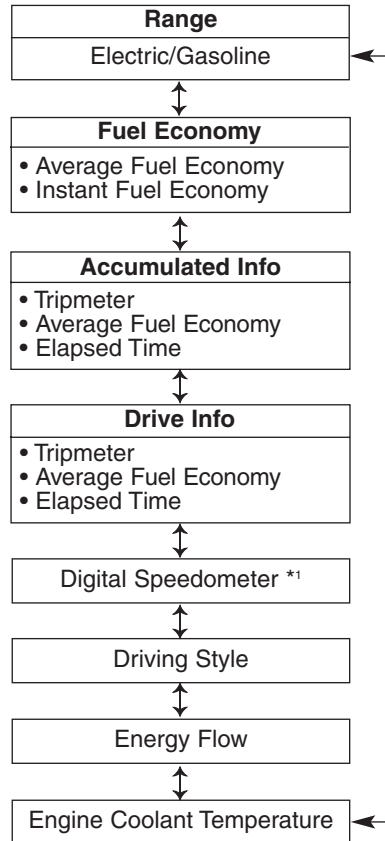 Range
Electric/Gasoline
Fuel Economy
• Average Fuel Economy
• Instant Fuel Economy
Accumulated Info
• Tripmeter
• Average Fuel Economy
• Elapsed Time
Drive Info
• Tripmeter
• Average Fuel Economy
• Elapsed Time
Digital Speedometer *1
Driving Style
Energy Flow
Engine Coolant Temperature